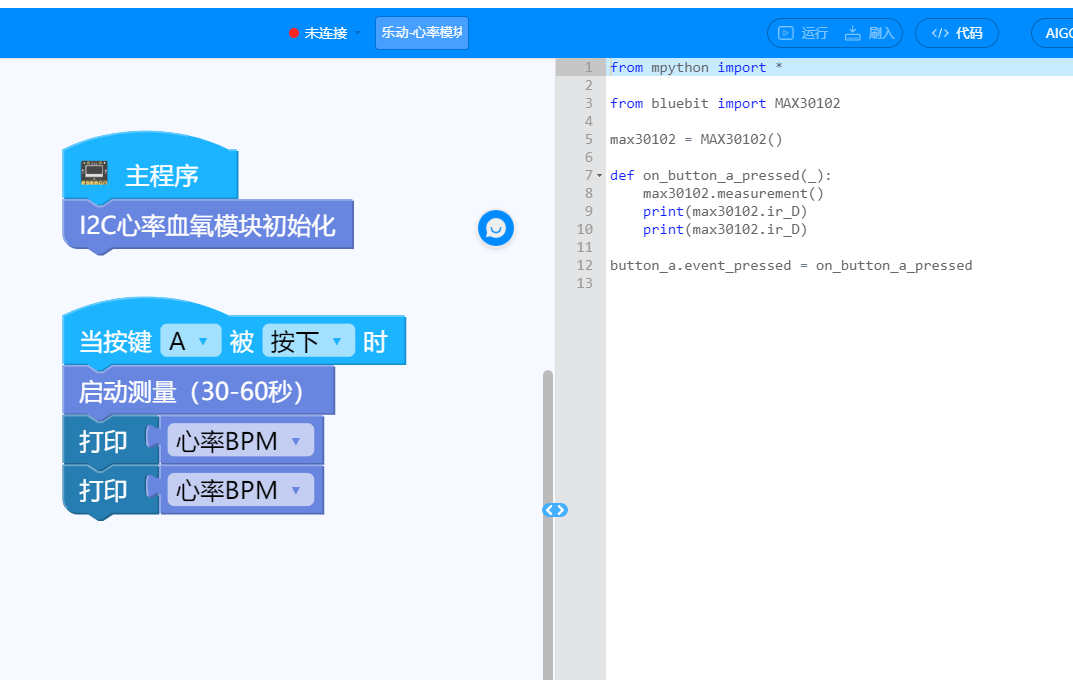 未连接
乐动-心率模块
运行
刷入
</> 代码
主程序
I2C心率血氧模块初始化
当按键 A 被 按下 时
启动测量（30-60秒）
打印 心率BPM
打印 心率BPM
1 from mpython import *
2
3 from bluebit import MAX30102
4
5 max30102 = MAX30102()
6
7 def on_button_a_pressed(_):
8 max30102.measurement()
9 print(max30102.ir_D)
10 print(max30102.ir_D)
11
12 button_a.event_pressed = on_button_a_pressed
13